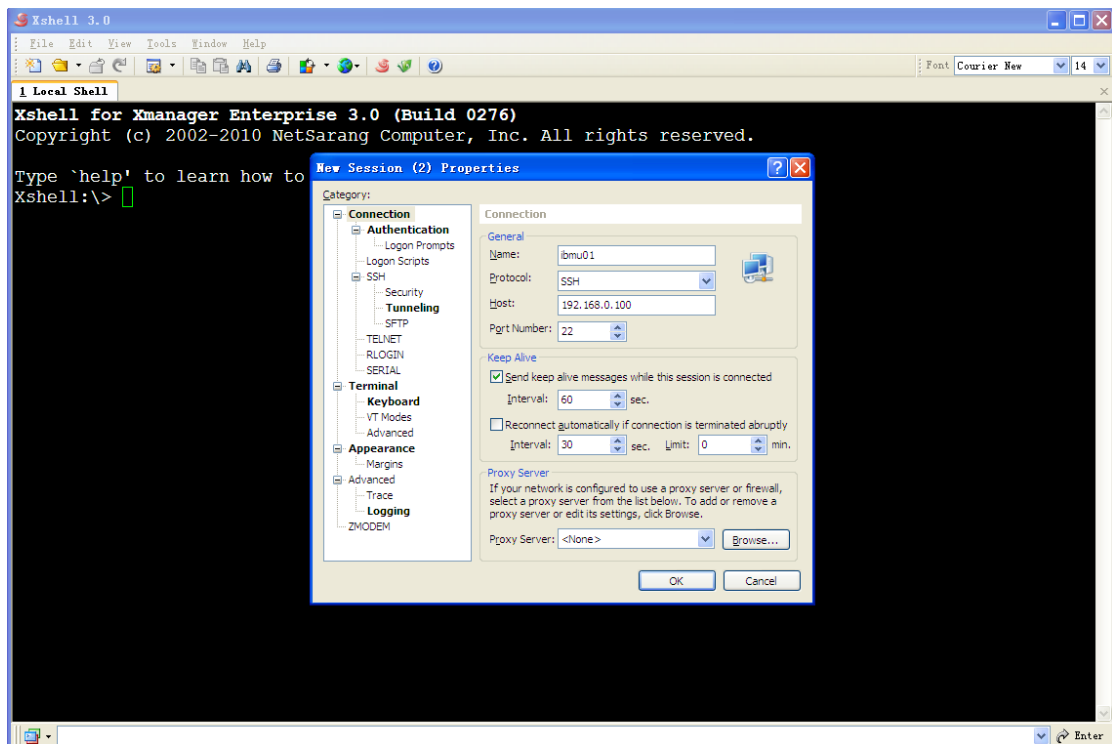 Xshell 3.0
File Edit View Tools Window Help
Font Courier New 14
1 Local Shell
Xshell for Xmanager Enterprise 3.0 (Build 0276)
Copyright (c) 2002-2010 NetSarang Computer, Inc. All rights reserved.
Type `help' to learn how to
Xshell:\>
New Session (2) Properties
Category:
Connection
Authentication
Logon Prompts
Logon Scripts
SSH
Security
Tunneling
SFTP
TELNET
RLOGIN
SERIAL
Terminal
Keyboard
VT Modes
Advanced
Appearance
Margins
Advanced
Trace
Logging
ZMODEM
Connection
General
Name: ibmu01
Protocol: SSH
Host: 192.168.0.100
Port Number: 22
Keep Alive
Send keep alive messages while this session is connected
Interval: 60 sec.
Reconnect automatically if connection is terminated abruptly
Interval: 30 sec. Limit: 0 min.
Proxy Server
If your network is configured to use a proxy server or firewall,
select a proxy server from the list below. To add or remove a
proxy server or edit its settings, click Browse.
Proxy Server: <None> Browse...
OK Cancel
Enter